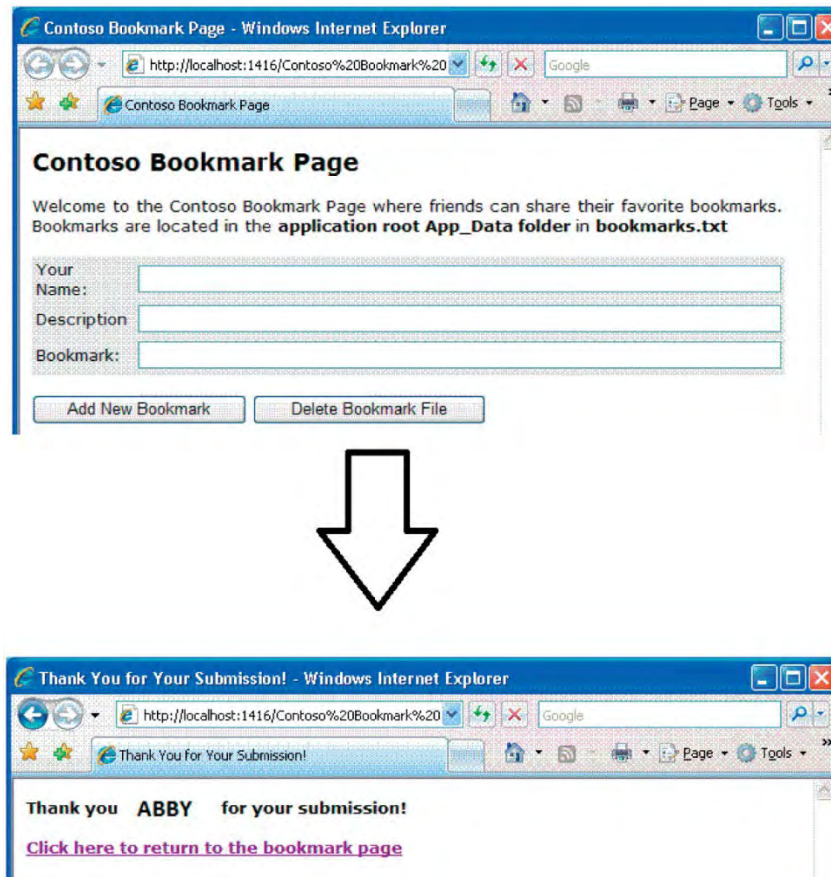 Contoso Bookmark Page - Windows Internet Explorer
http://localhost:1416/Contoso%20Bookmark%20
Google
Contoso Bookmark Page
Page
Tools
Contoso Bookmark Page
Welcome to the Contoso Bookmark Page where friends can share their favorite bookmarks.
Bookmarks are located in the application root App_Data folder in bookmarks.txt
Your
Name:
Description
Bookmark:
Add New Bookmark Delete Bookmark File
Thank You for Your Submission! - Windows Internet Explorer
http://localhost:1416/Contoso%20Bookmark%20
Google
Thank You for Your Submission!
Page
Tools
»
Thank you ABBY for your submission!
Click here to return to the bookmark page